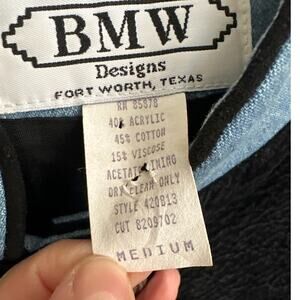 BMW
Designs
FORT WORTH, TEXAS
RN 85878
40% ACRYLIC
45% COTTON
15% VISCOSE
ACETATE LINING
DRY CLEAN ONLY
STYLE 420813
CUT 8209702
MEDIUM